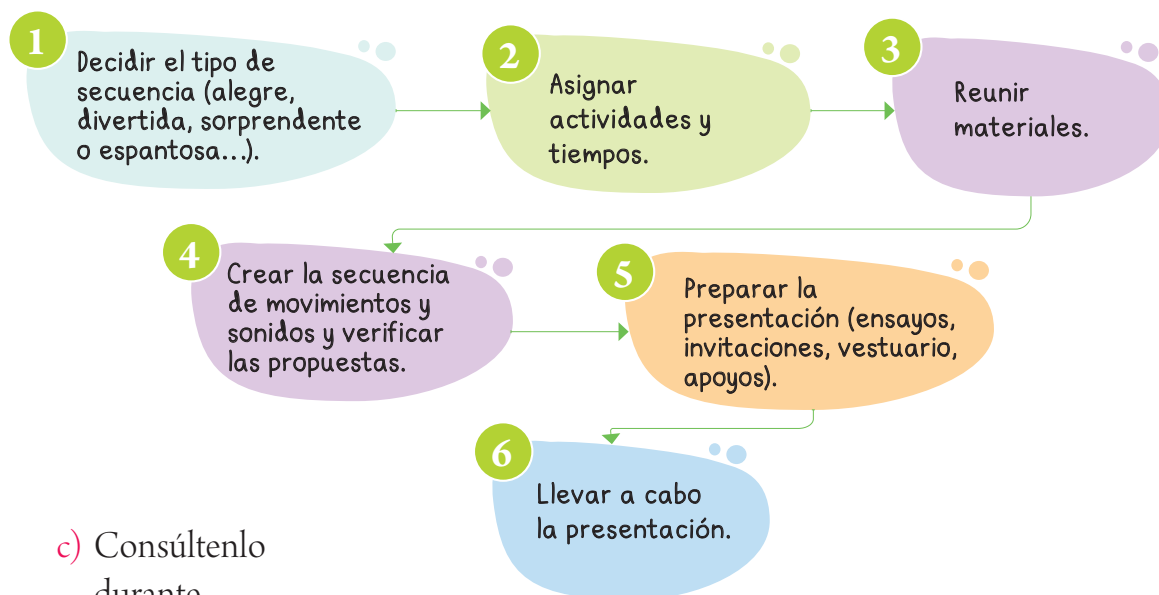 1
Decidir el tipo de
secuencia (alegre,
divertida, sorprendente
o espantosa...).
2
Asignar
actividades y
tiempos.
3
Reunir
materiales.
4
Crear la secuencia
de movimientos y
sonidos y verificar
las propuestas.
5
Preparar la
presentación (ensayos,
invitaciones, vestuario,
apoyos).
6
Llevar a cabo
la presentación.
c) Consúltenlo
durante